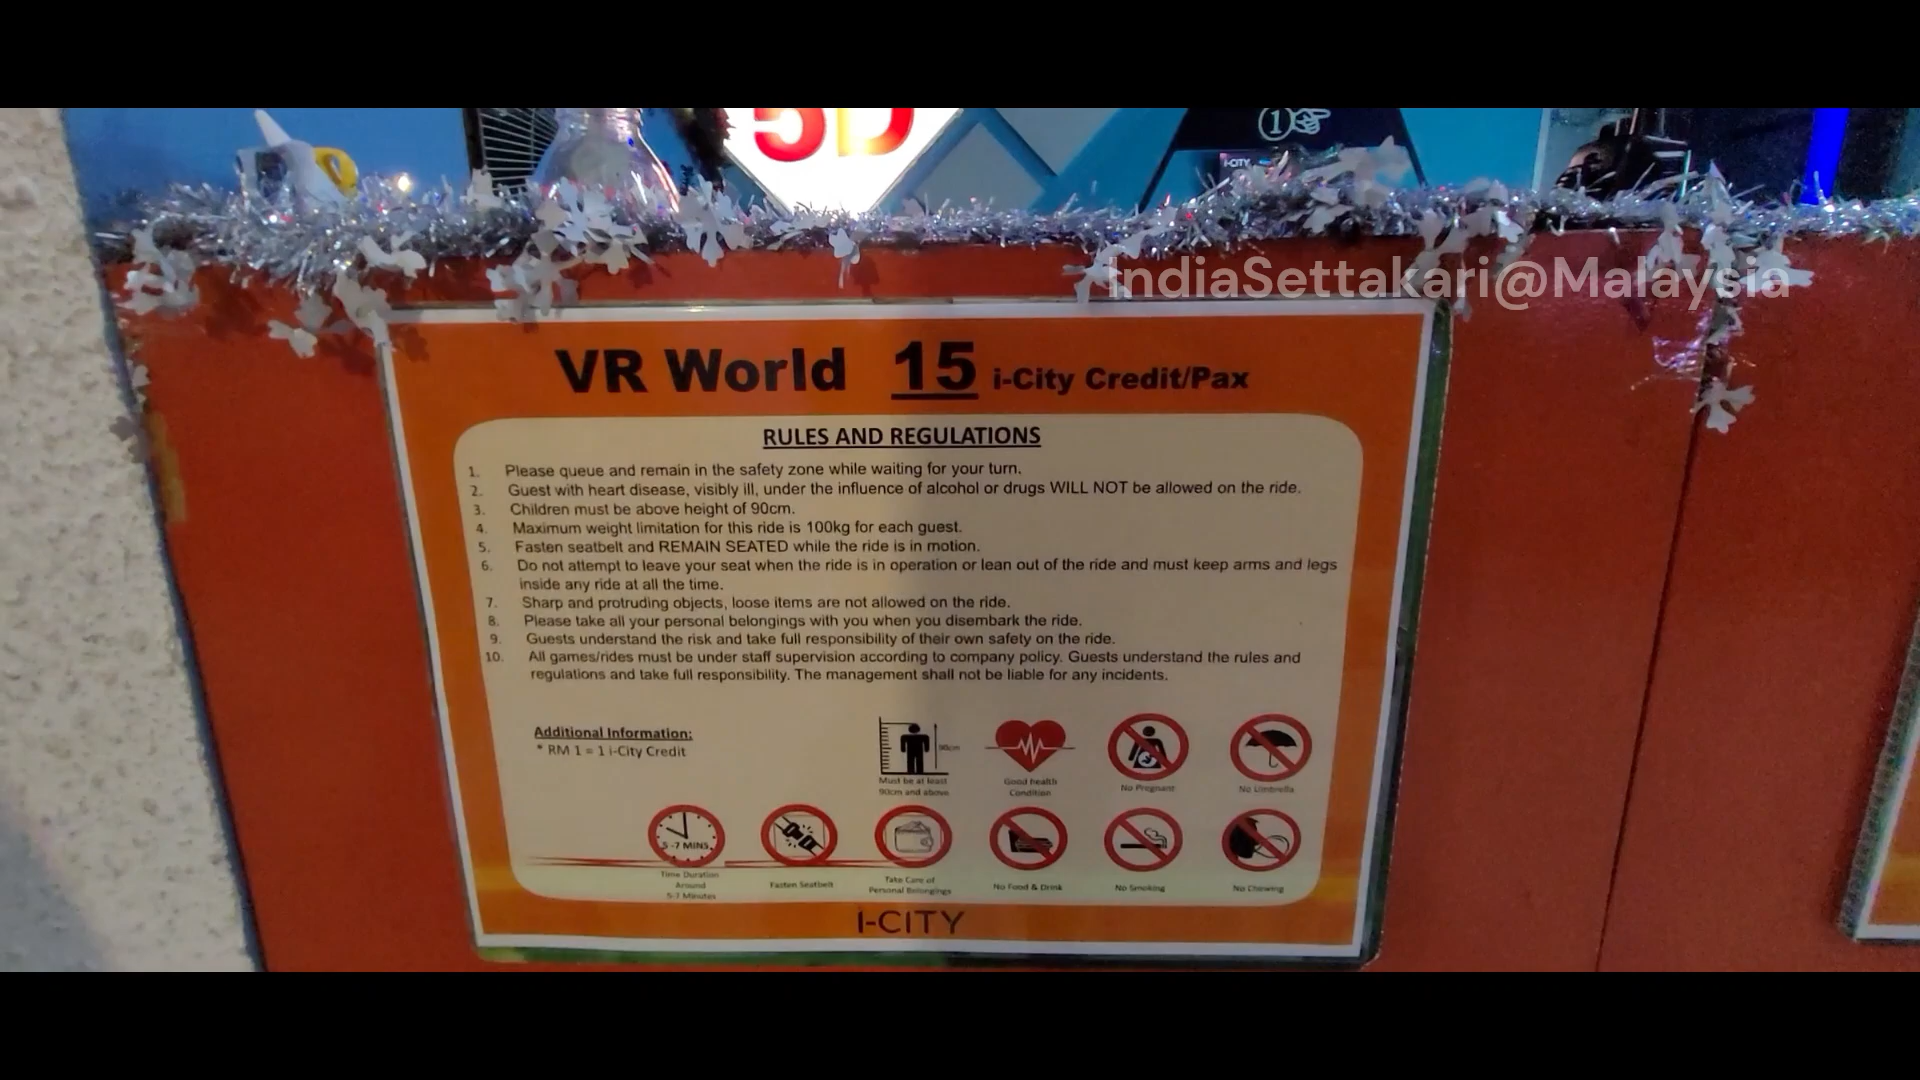 5D
①
i-CITY
IndiaSettakari@Malaysia
VR World 15 i-City Credit/Pax
RULES AND REGULATIONS
1. Please queue and remain in the safety zone while waiting for your turn.
2. Guest with heart disease, visibly ill, under the influence of alcohol or drugs WILL NOT be allowed on the ride.
3. Children must be above height of 90cm.
4. Maximum weight limitation for this ride is 100kg for each guest.
5. Fasten seatbelt and REMAIN SEATED while the ride is in motion.
6. Do not attempt to leave your seat when the ride is in operation or lean out of the ride and must keep arms and legs
inside any ride at all the time.
7. Sharp and protruding objects, loose items are not allowed on the ride.
8. Please take all your personal belongings with you when you disembark the ride.
9. Guests understand the risk and take full responsibility of their own safety on the ride.
10. All games/rides must be under staff supervision according to company policy. Guests understand the rules and
regulations and take full responsibility. The management shall not be liable for any incidents.
Additional Information:
* RM 1 = 1 i-City Credit
90cm
Must be at least
90cm and above
Good health
Condition
No Pregnant
No Umbrella
5-7 MINS
Time Duration
Around
5-7 Minutes
Fasten Seatbelt
Take Care of
Personal Belongings
No Food & Drink
No Smoking
No Chewing
i-CITY